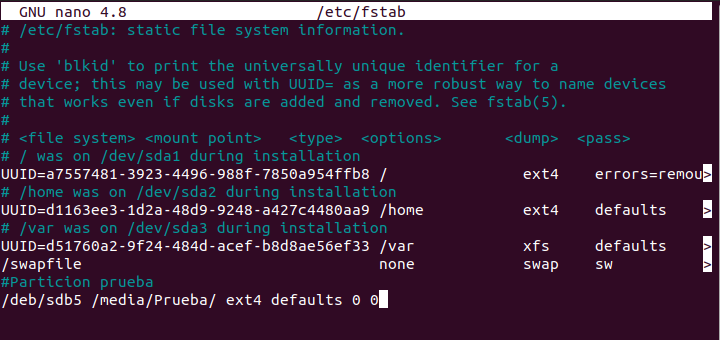 GNU nano 4.8 /etc/fstab
# /etc/fstab: static file system information.
#
# Use 'blkid' to print the universally unique identifier for a
# device; this may be used with UUID= as a more robust way to name devices
# that works even if disks are added and removed. See fstab(5).
#
# <file system> <mount point> <type> <options> <dump> <pass>
# / was on /dev/sda1 during installation
UUID=a7557481-3923-4496-988f-7850a954ffb8 / ext4 errors=remou>
# /home was on /dev/sda2 during installation
UUID=d1163ee3-1d2a-48d9-9248-a427c4480aa9 /home ext4 defaults >
# /var was on /dev/sda3 during installation
UUID=d51760a2-9f24-484d-acef-b8d8ae56ef33 /var xfs defaults >
/swapfile none swap sw >
#Particion prueba
/deb/sdb5 /media/Prueba/ ext4 defaults 0 0